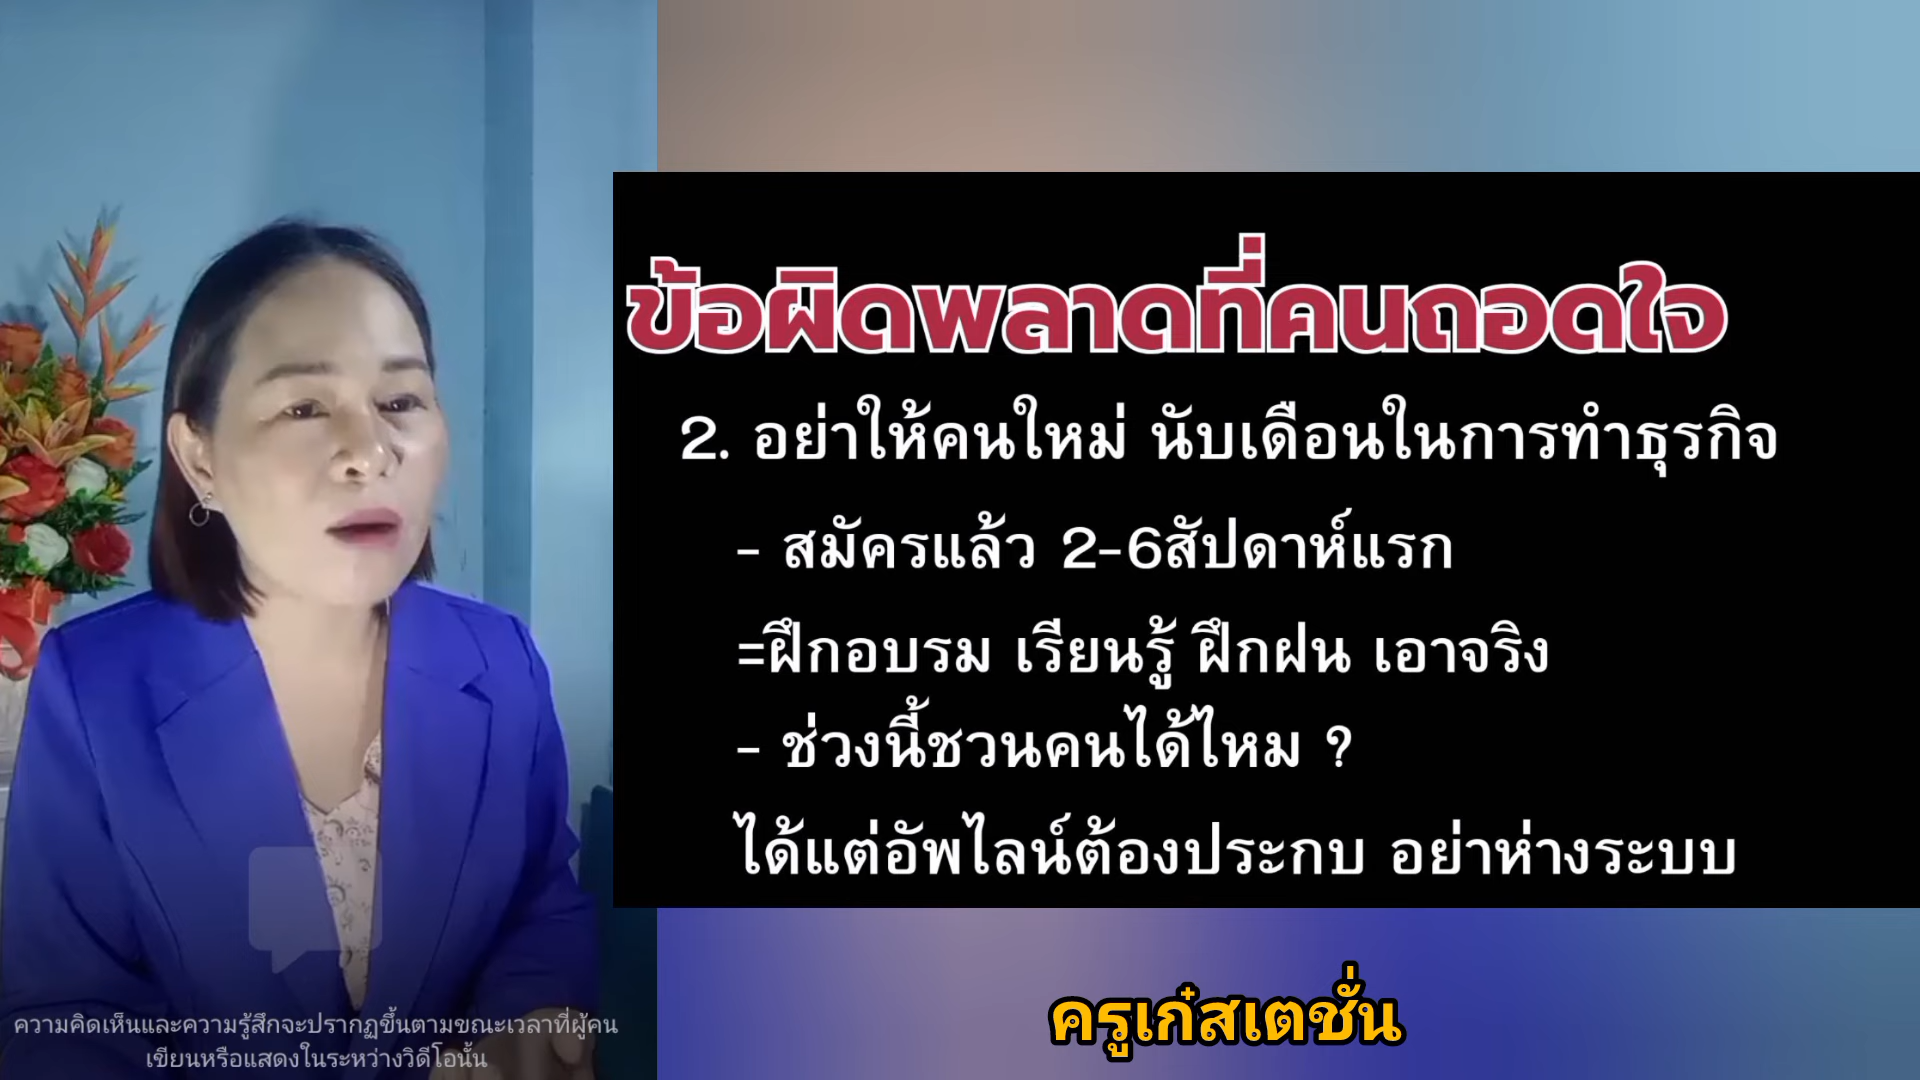 ข้อผิดพลาดที่คนถอดใจ
2. อย่าให้คนใหม่ นับเดือนในการทำธุรกิจ
- สมัครแล้ว 2-6สัปดาห์แรก
=ฝึกอบรม เรียนรู้ ฝึกฝน เอาจริง
- ช่วงนี้ชวนคนได้ไหม ?
ได้แต่อัพไลน์ต้องประกบ อย่าห่างระบบ
ความคิดเห็นและความรู้สึกจะปรากฏขึ้นตามขณะเวลาที่ผู้คน
เขียนหรือแสดงในระหว่างวิดีโอนั้น
ครูเก๋สเตชั่น